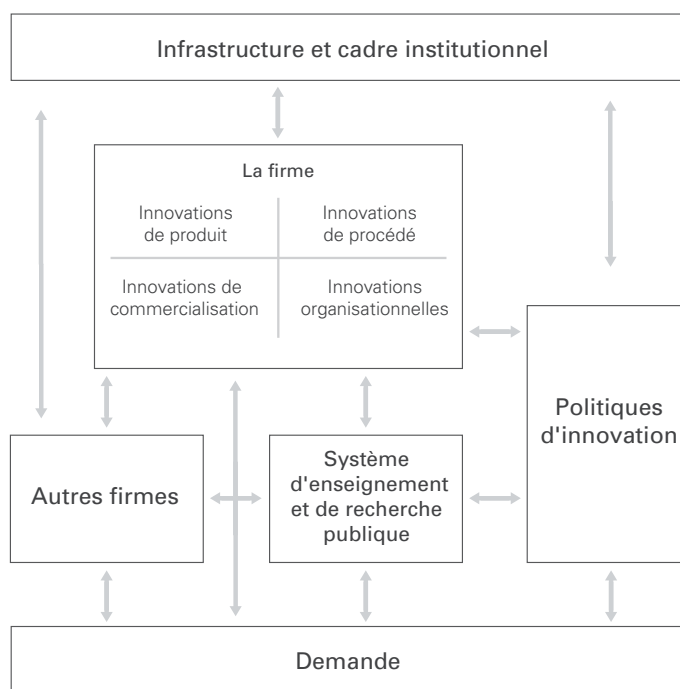 Infrastructure et cadre institutionnel
La firme
Innovations
de produit
Innovations
de procédé
Innovations de
commercialisation
Innovations
organisationnelles
Politiques
d'innovation
Autres firmes
Système
d'enseignement
et de recherche
publique
Demande